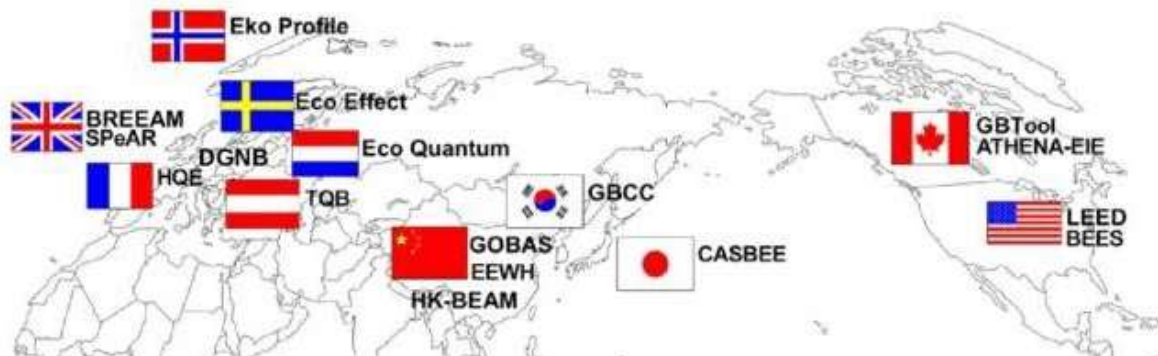 Eko Profile
BREEAM
SPeAR
Eco Effect
DGNB
Eco Quantum
HQE
TQB
GBCC
GOBAS
EEWH
HK-BEAM
CASBEE
GBTool
ATHENA-EIE
LEED
BEES